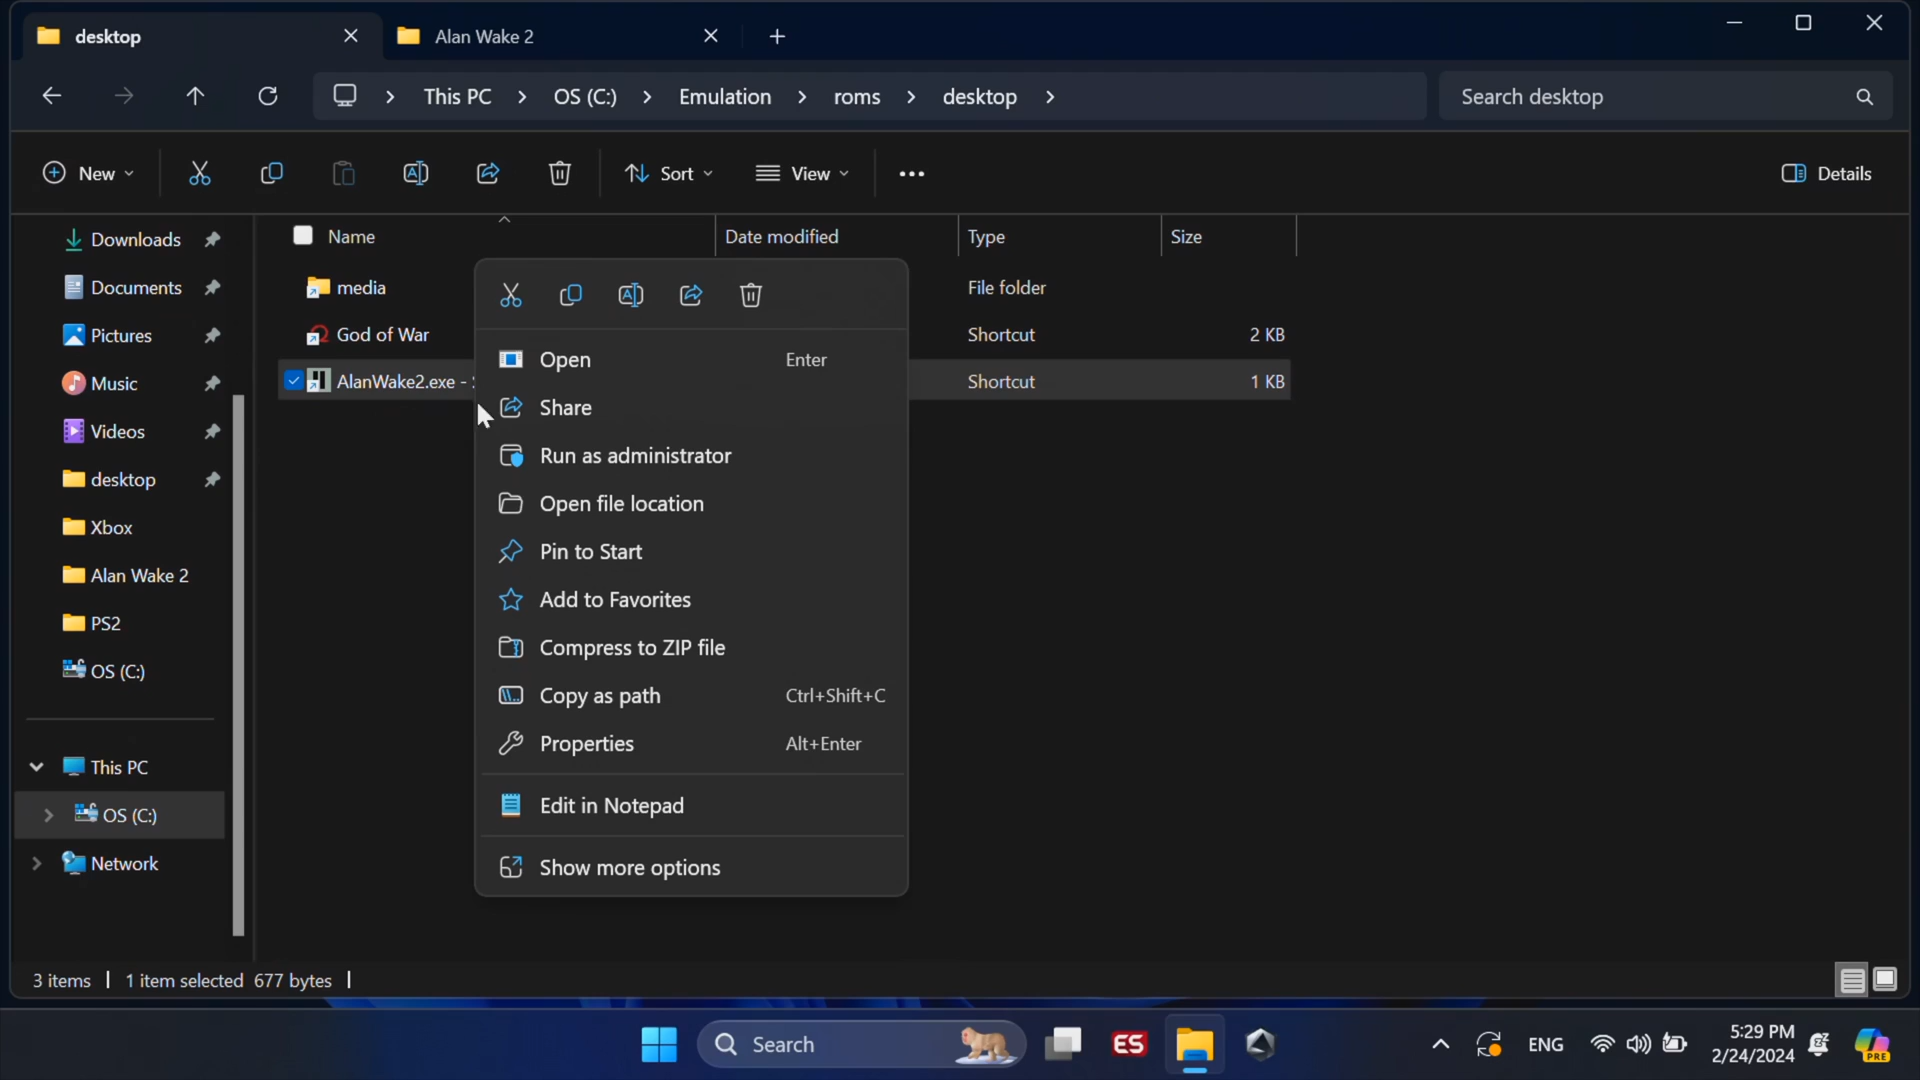 desktop
Alan Wake 2
This PC
OS (C:)
Emulation
roms
desktop
Search desktop
New
Sort
View
Details
Name
Date modified
Type
Size
Downloads
Documents
Pictures
Music
Videos
desktop
Xbox
Alan Wake 2
PS2
OS (C:)
This PC
OS (C:)
Network
media
File folder
God of War
Shortcut
2 KB
AlanWake2.exe -
Shortcut
1 KB
Open
Enter
Share
Run as administrator
Open file location
Pin to Start
Add to Favorites
Compress to ZIP file
Copy as path
Ctrl+Shift+C
Properties
Alt+Enter
Edit in Notepad
Show more options
3 items
1 item selected 677 bytes
Search
ES
ENG
5:29 PM
2/24/2024
PRE